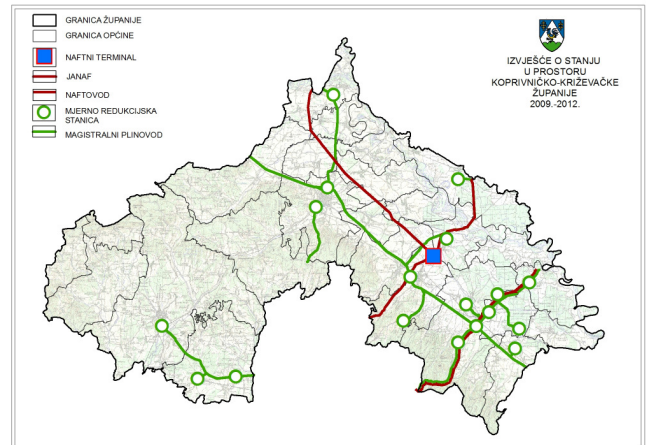 GRANICA ŽUPANIJE
GRANICA OPĆINE
NAFTNI TERMINAL
JANAF
NAFTOVOD
MJERNO REDUKCIJSKA
STANICA
MAGISTRALNI PLINOVOD
IZVJEŠĆE O STANJU
U PROSTORU
KOPRIVNIČKO-KRIŽEVAČKE
ŽUPANIJE
2009.-2012.